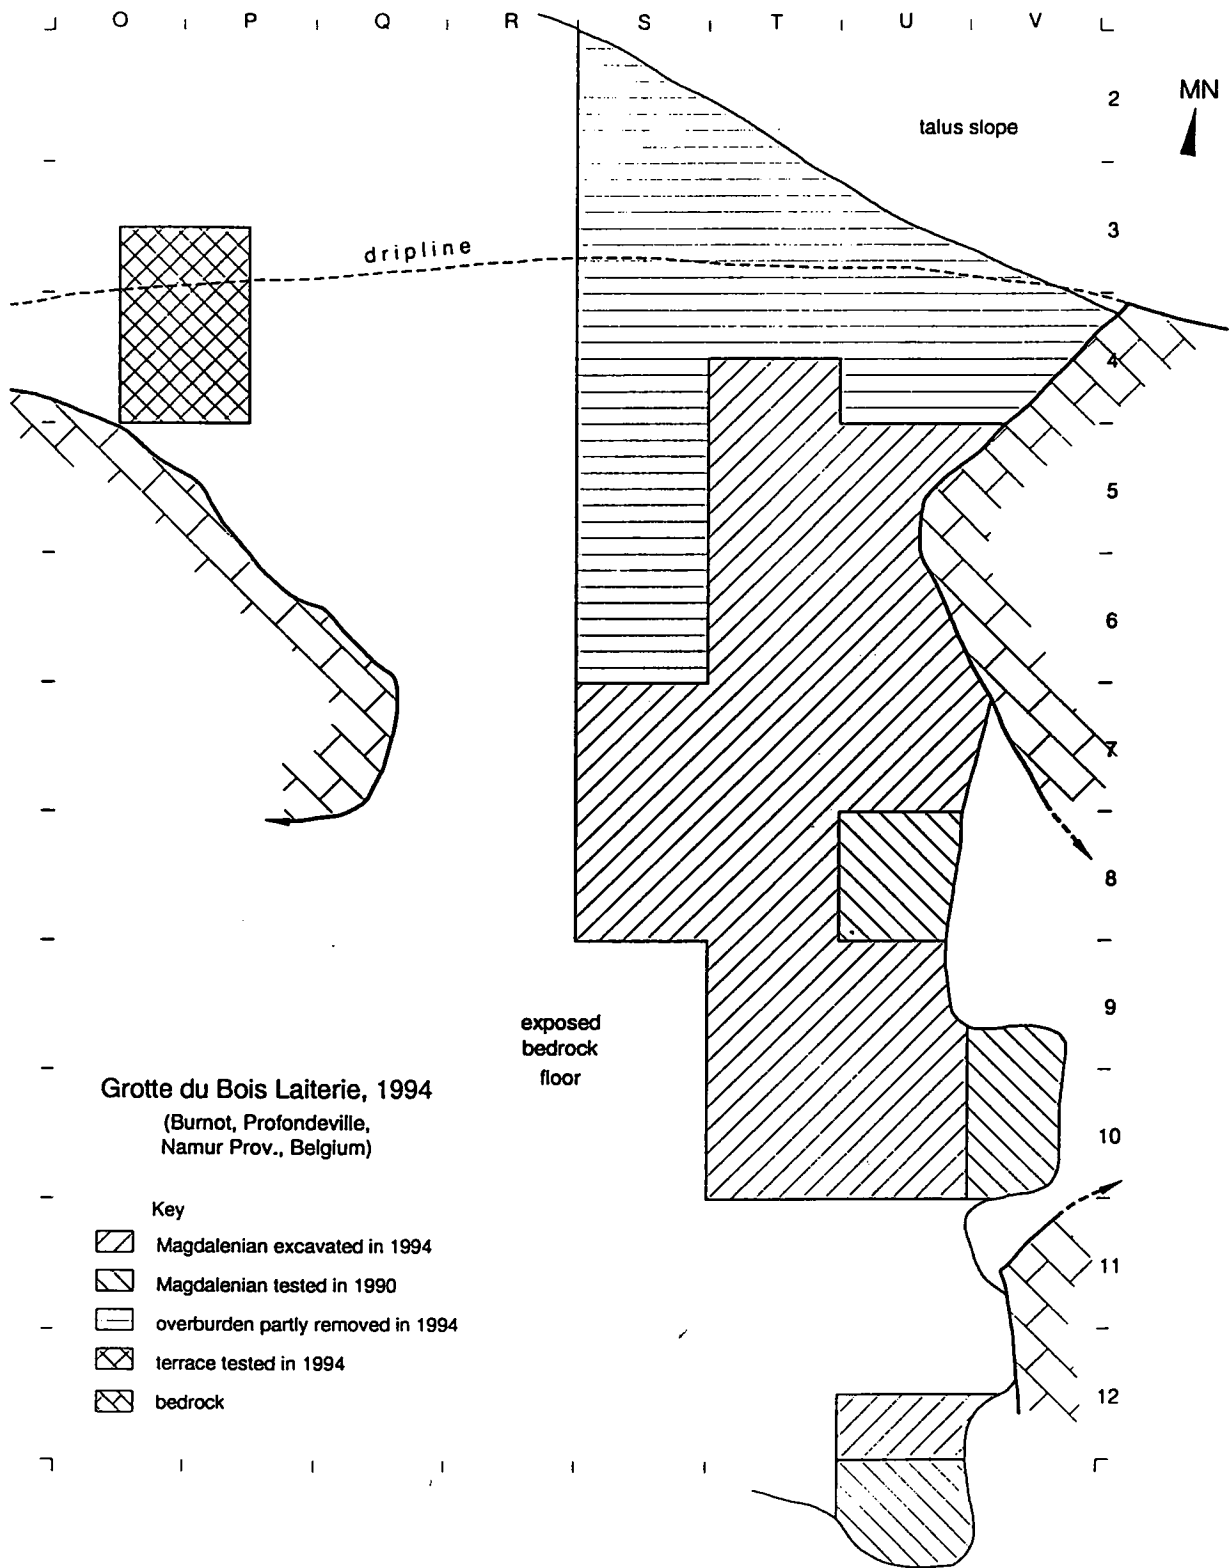 O P Q R S T U V
MN
2
talus slope
3
dripline
4
5
6
7
8
9
exposed
bedrock
floor
Grotte du Bois Laiterie, 1994
(Burnot, Profondeville,
Namur Prov., Belgium)
10
Key
Magdalenian excavated in 1994
Magdalenian tested in 1990
11
overburden partly removed in 1994
terrace tested in 1994
bedrock
12